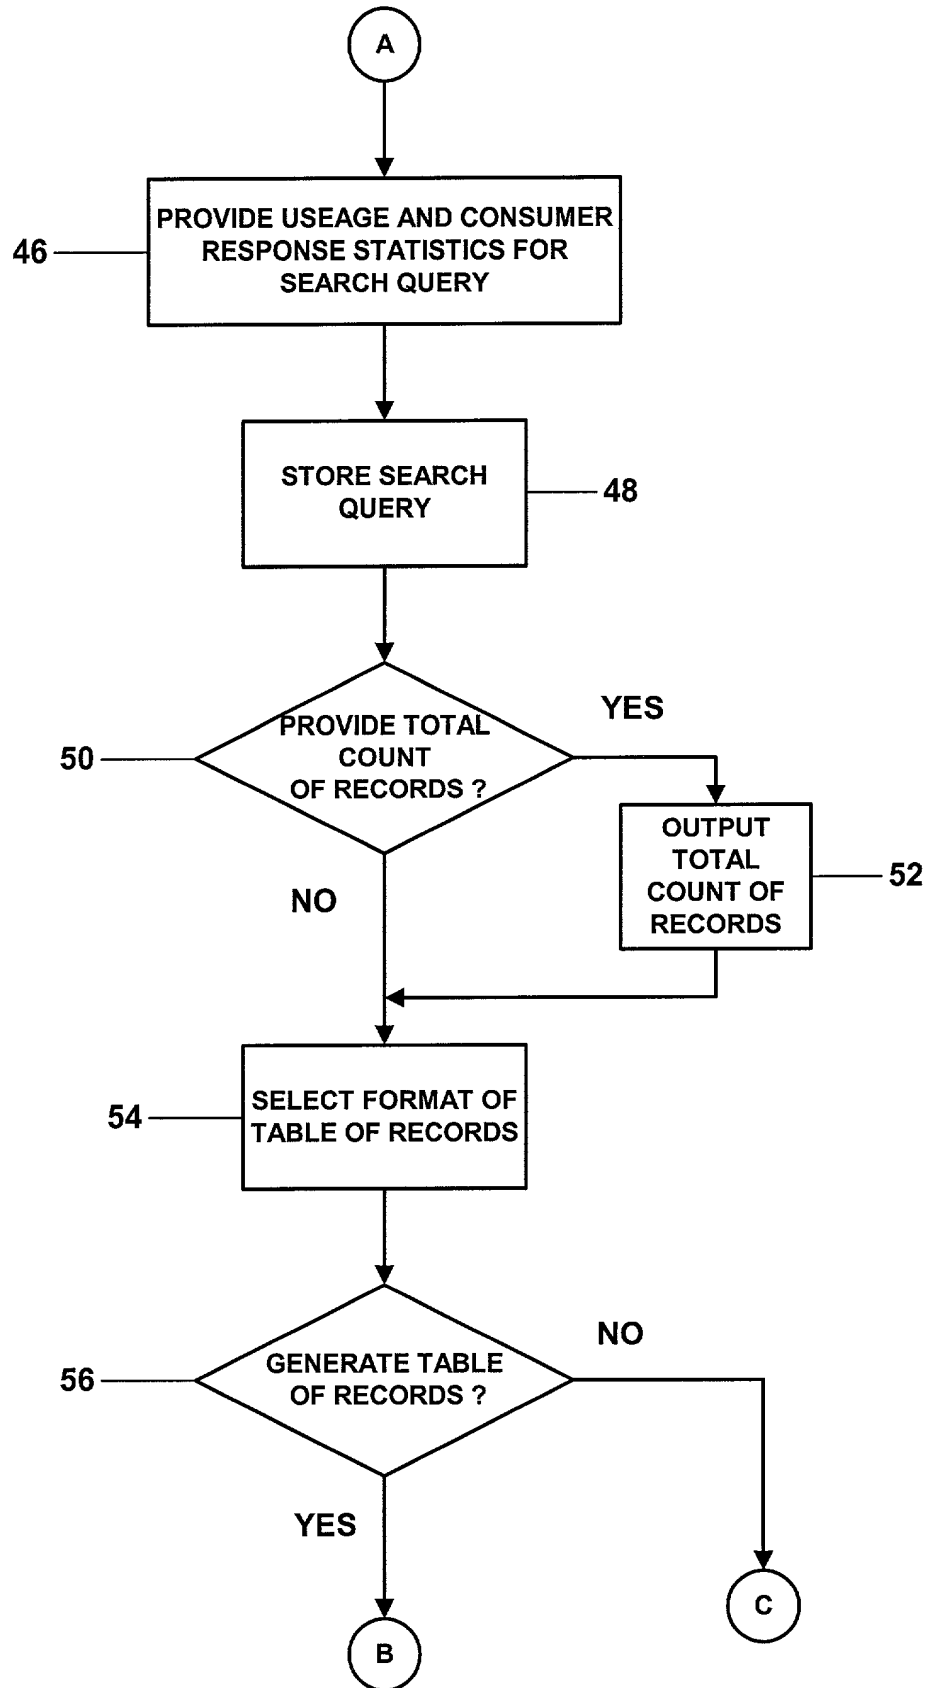 A
PROVIDE USEAGE AND CONSUMER
RESPONSE STATISTICS FOR
SEARCH QUERY
46
STORE SEARCH
QUERY
48
PROVIDE TOTAL
COUNT
OF RECORDS ?
50
YES
OUTPUT
TOTAL
COUNT OF
RECORDS
52
NO
SELECT FORMAT OF
TABLE OF RECORDS
54
GENERATE TABLE
OF RECORDS ?
56
NO
YES
C
B